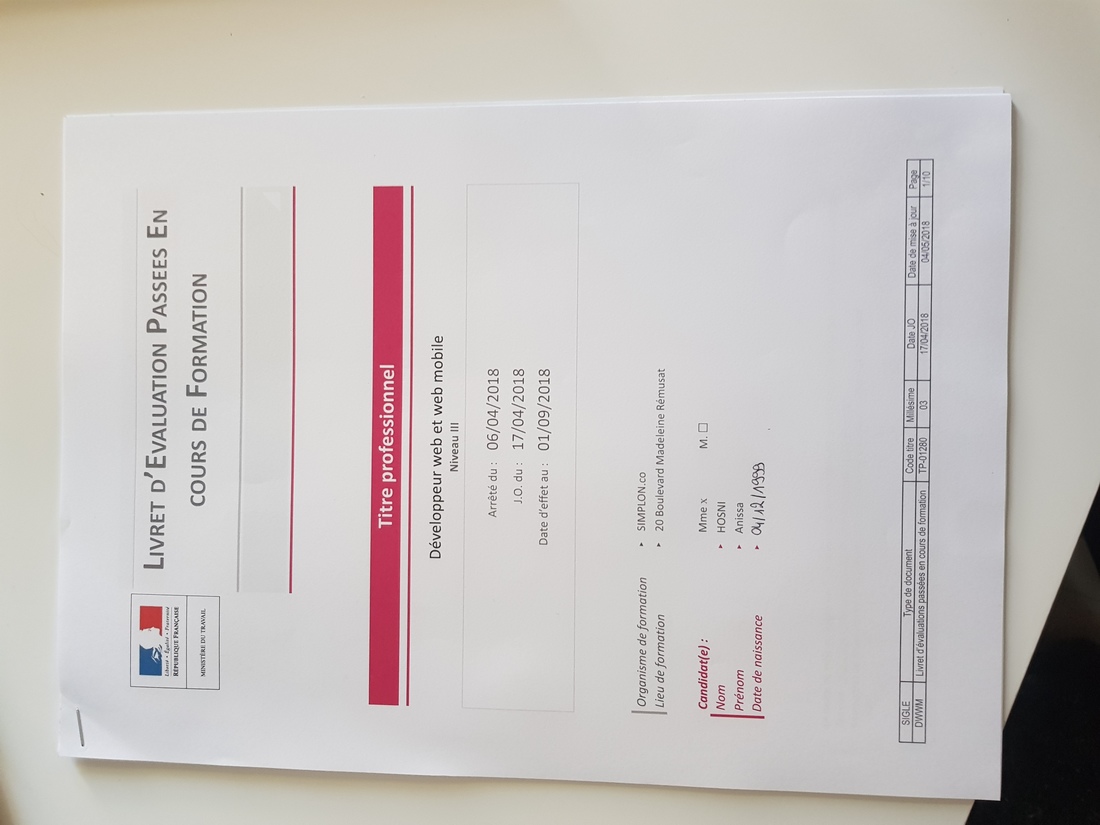 Liberté • Égalité • Fraternité
RÉPUBLIQUE FRANÇAISE
MINISTÈRE DU TRAVAIL
LIVRET D'EVALUATION PASSEES EN
COURS DE FORMATION
Titre professionnel
Développeur web et web mobile
Niveau III
Arrêté du : 06/04/2018
J.O. du : 17/04/2018
Date d'effet au : 01/09/2018
Organisme de formation ▸ SIMPLON.co
Lieu de formation ▸ 20 Boulevard Madeleine Rémusat
Candidat(e) : Mme x M. ☐
Nom ▸ HOSNI
Prénom ▸ Anissa
Date de naissance ▸ 04/12/1999
SIGLE Type de document Code titre Millésime Date JO Date de mise à jour Page
DWWM Livret d'évaluations passées en cours de formation TP-01280 03 17/04/2018 04/05/2018 1/10